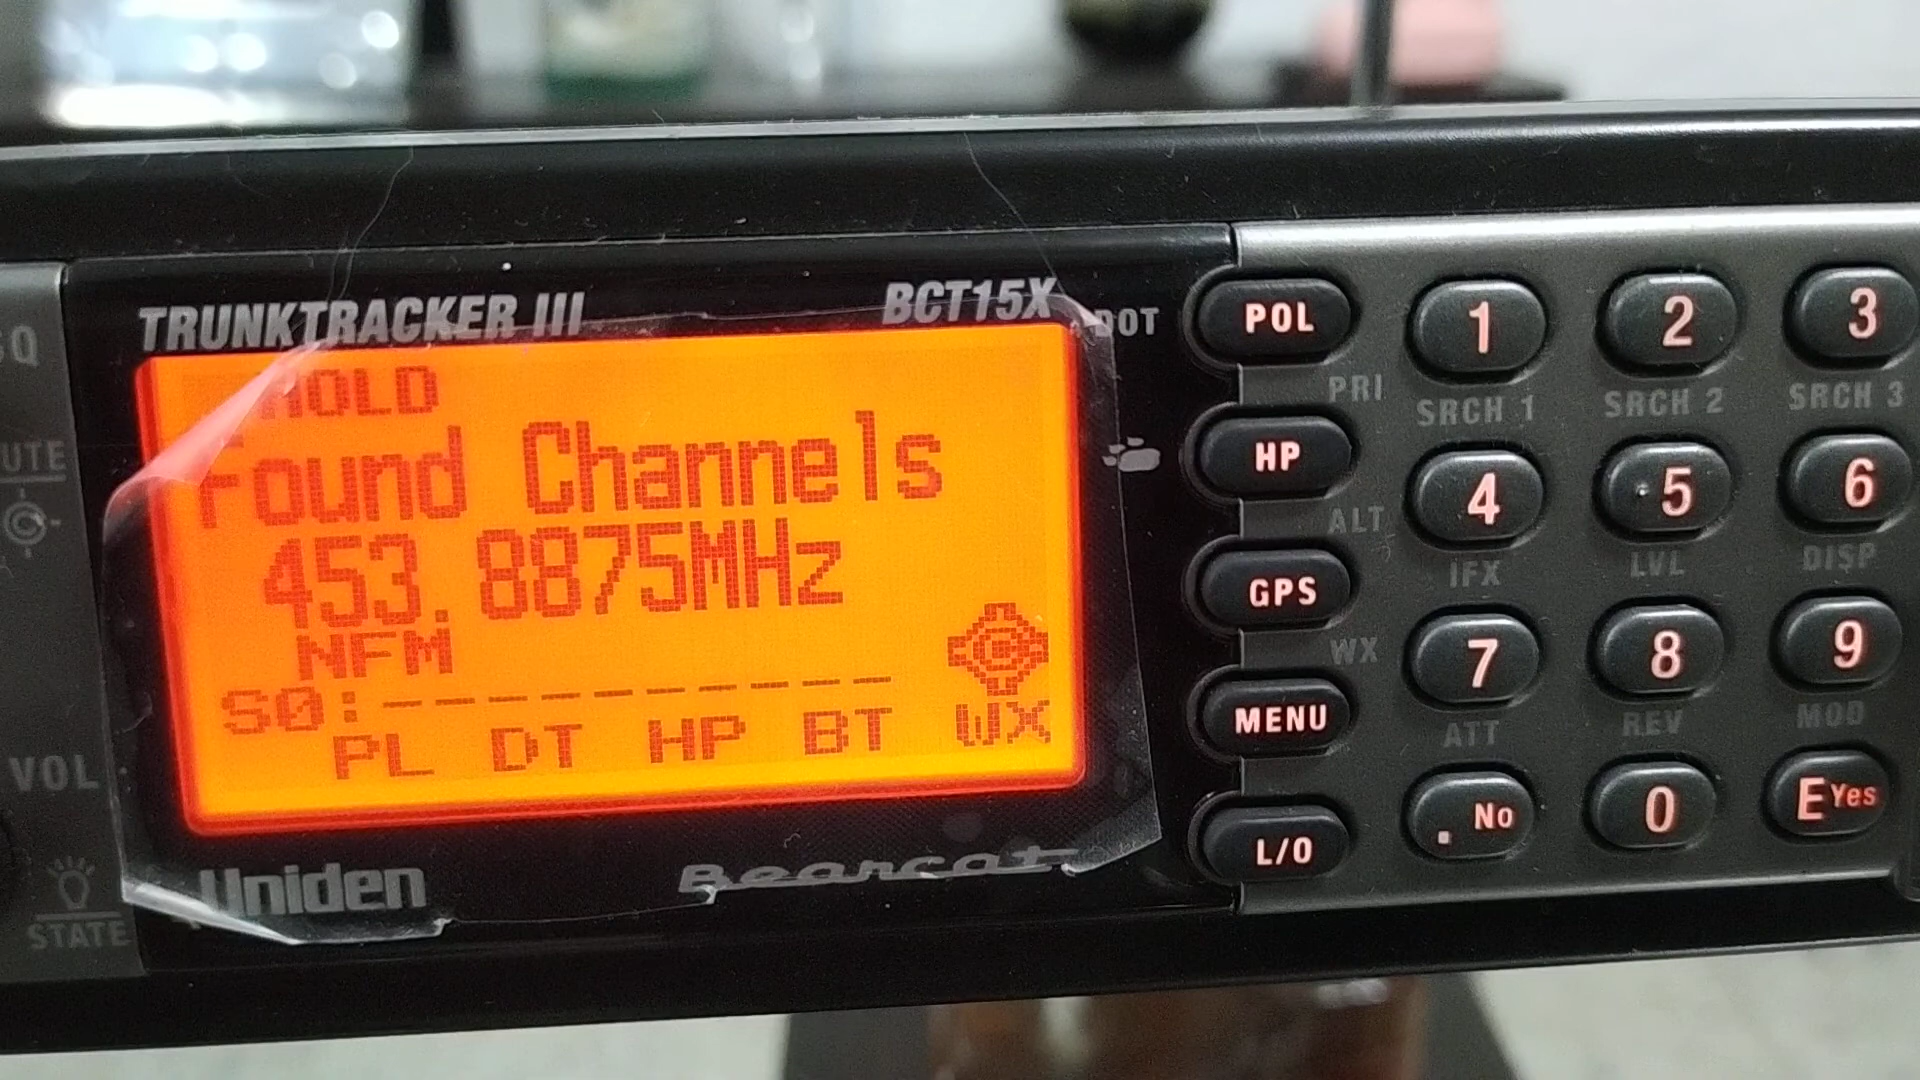 TRUNKTRACKER III
BCT15X
HOLD
Found Channels
453.8875MHz
NFM
S0:_ _ _ _ _ _ _ _ _ _
PL DT HP BT WX
Uniden
Bearcat
SQ
VOL
STATE
POL
PRI
HP
ALT
GPS
WX
MENU
L/O
1 2 3
SRCH 1 SRCH 2 SRCH 3
4 5 6
IFX LVL DISP
7 8 9
ATT REV MOD
. No 0 E Yes